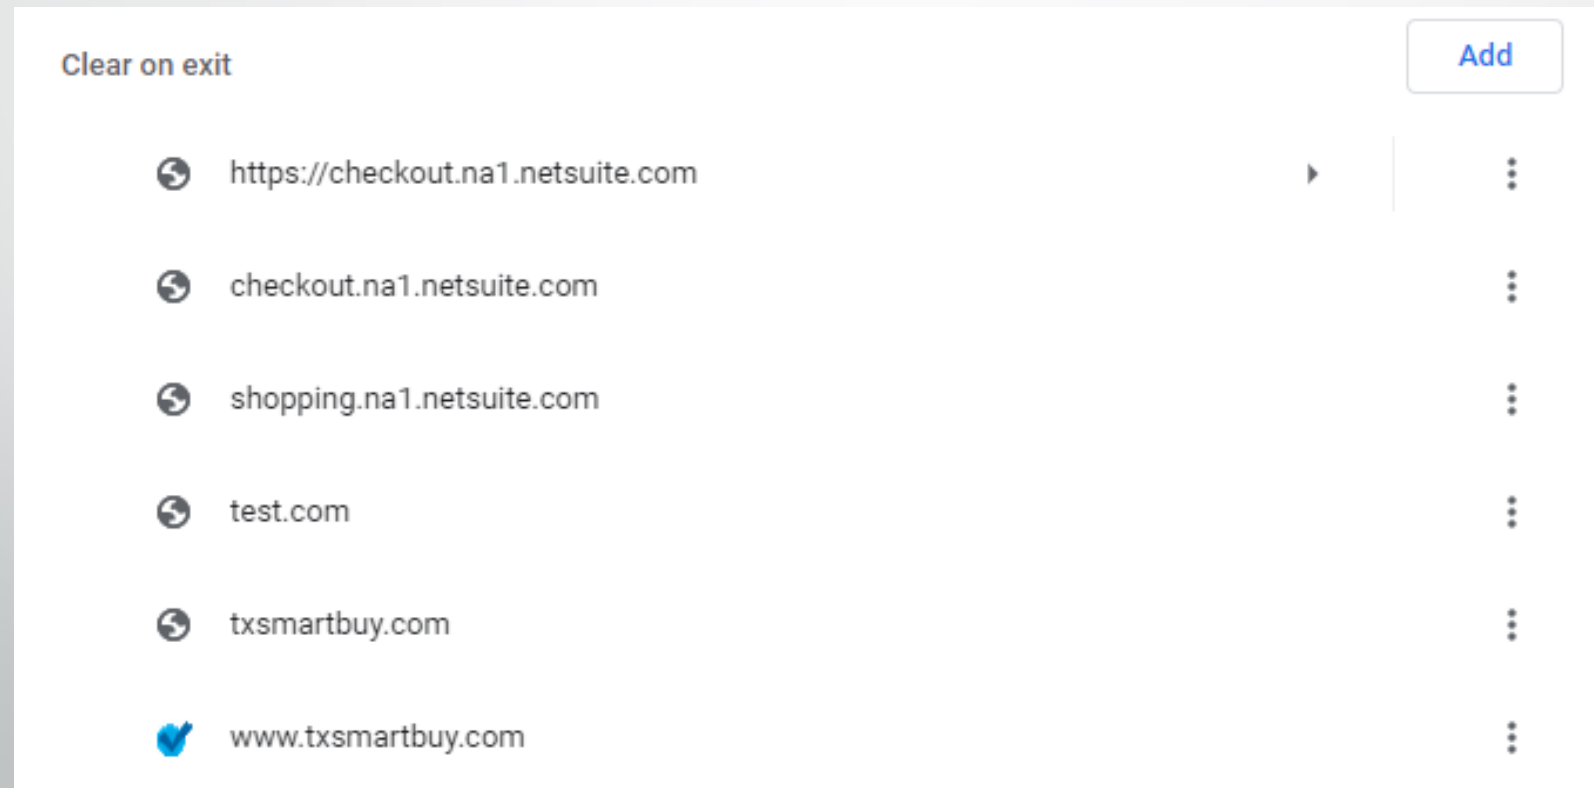 Clear on exit
Add
https://checkout.na1.netsuite.com
checkout.na1.netsuite.com
shopping.na1.netsuite.com
test.com
txsmartbuy.com
www.txsmartbuy.com